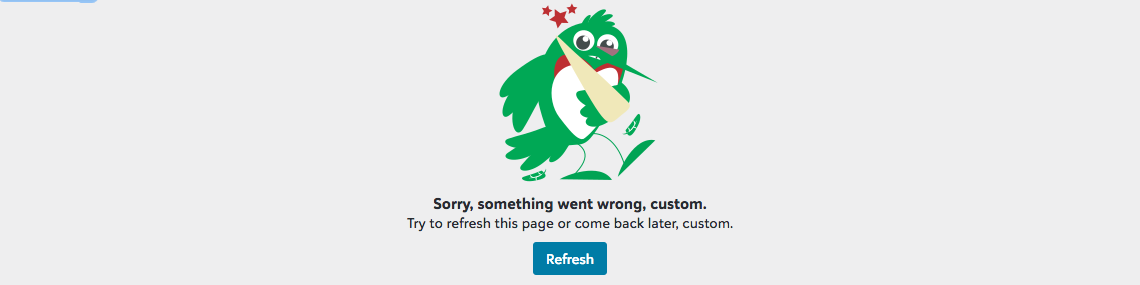 Sorry, something went wrong, custom.
Try to refresh this page or come back later, custom.
Refresh